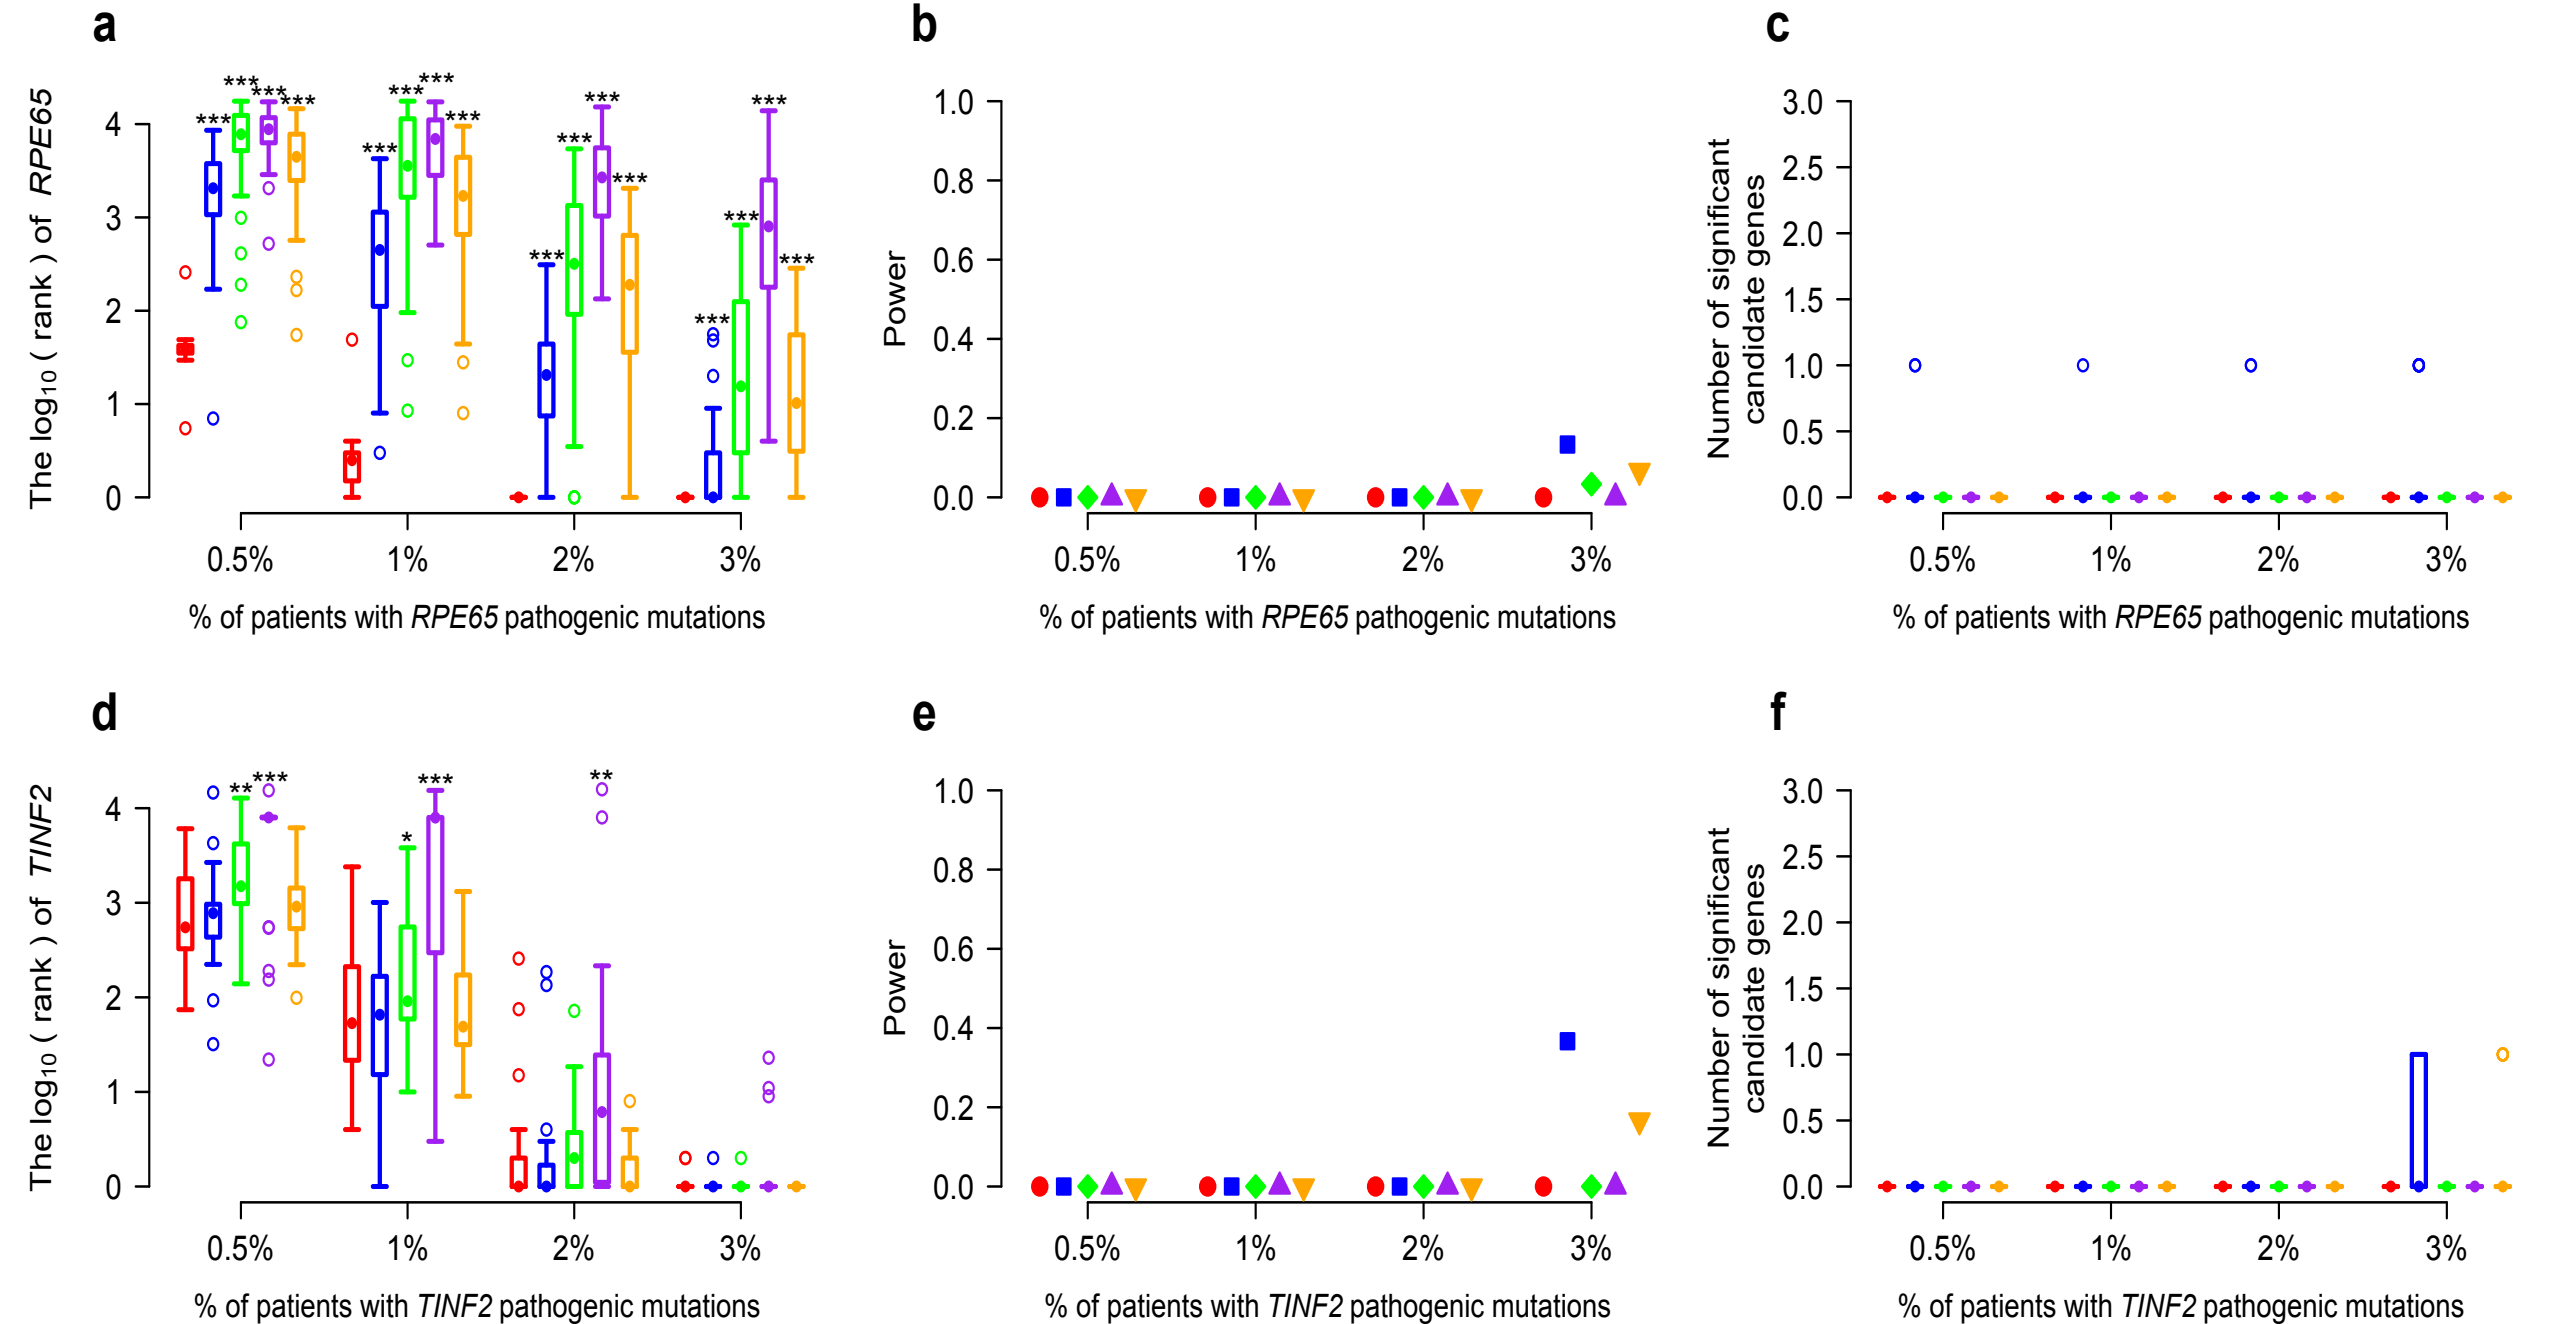 a
The log10 ( rank ) of RPE65
4
3
2
1
0
*** *** *** ***
*** *** *** ***
*** *** *** ***
*** *** *** ***
0.5% 1% 2% 3%
% of patients with RPE65 pathogenic mutations
b
Power
1.0
0.8
0.6
0.4
0.2
0.0
0.5% 1% 2% 3%
% of patients with RPE65 pathogenic mutations
c
Number of significant
candidate genes
3.0
2.5
2.0
1.5
1.0
0.5
0.0
0.5% 1% 2% 3%
% of patients with RPE65 pathogenic mutations
d
The log10 ( rank ) of TINF2
4
3
2
1
0
** ***
* ***
**
0.5% 1% 2% 3%
% of patients with TINF2 pathogenic mutations
e
Power
1.0
0.8
0.6
0.4
0.2
0.0
0.5% 1% 2% 3%
% of patients with TINF2 pathogenic mutations
f
Number of significant
candidate genes
3.0
2.5
2.0
1.5
1.0
0.5
0.0
0.5% 1% 2% 3%
% of patients with TINF2 pathogenic mutations